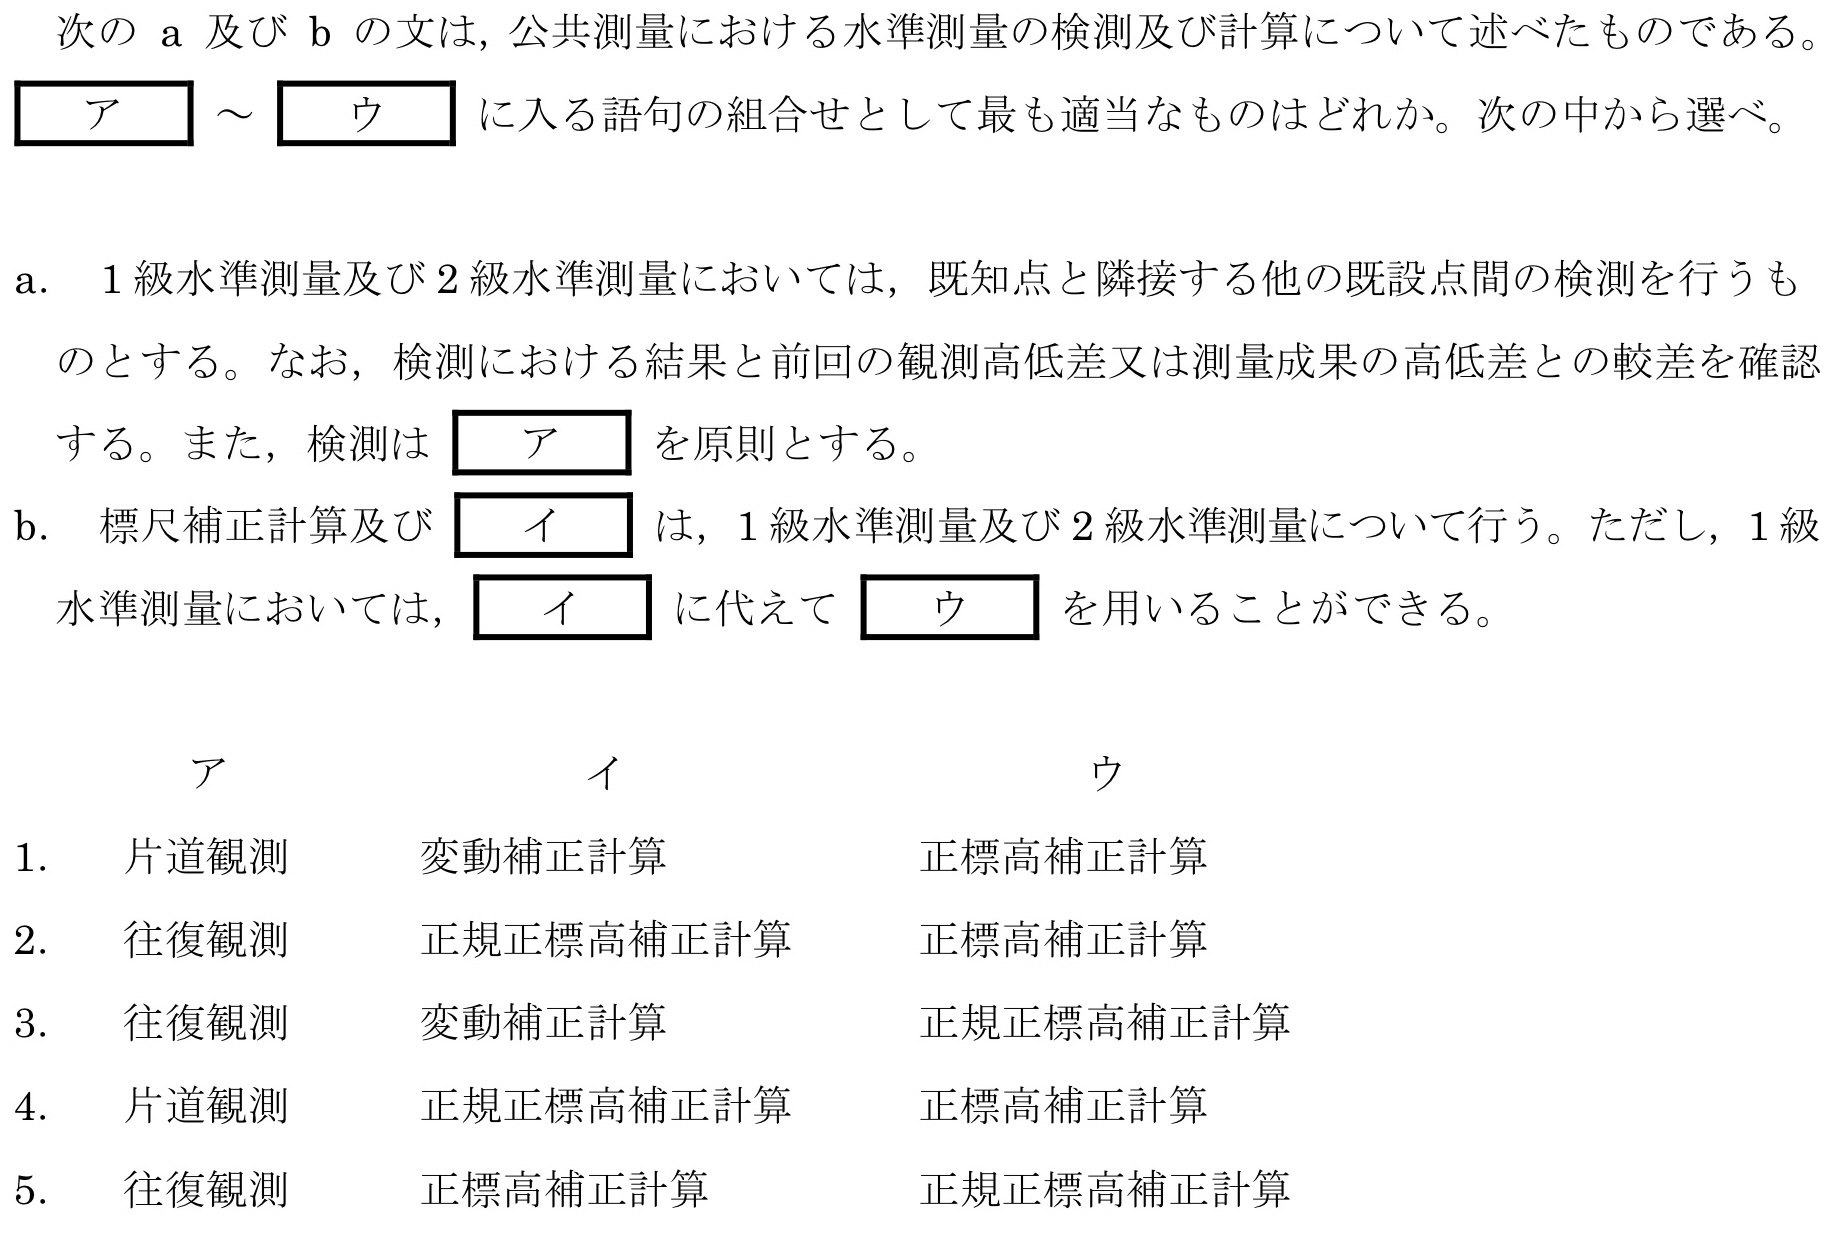 次の a 及び b の文は, 公共測量における水準測量の検測及び計算について述べたものである。
ア ～ ウ に入る語句の組合せとして最も適当なものはどれか。次の中から選べ。
a. 1級水準測量及び2級水準測量においては, 既知点と隣接する他の既設点間の検測を行うも
のとする。なお, 検測における結果と前回の観測高低差又は測量成果の高低差との較差を確認
する。また, 検測は ア を原則とする。
b. 標尺補正計算及び イ は, 1級水準測量及び2級水準測量について行う。ただし, 1級
水準測量においては, イ に代えて ウ を用いることができる。
ア イ ウ
1. 片道観測 変動補正計算 正標高補正計算
2. 往復観測 正規正標高補正計算 正標高補正計算
3. 往復観測 変動補正計算 正規正標高補正計算
4. 片道観測 正規正標高補正計算 正標高補正計算
5. 往復観測 正標高補正計算 正規正標高補正計算